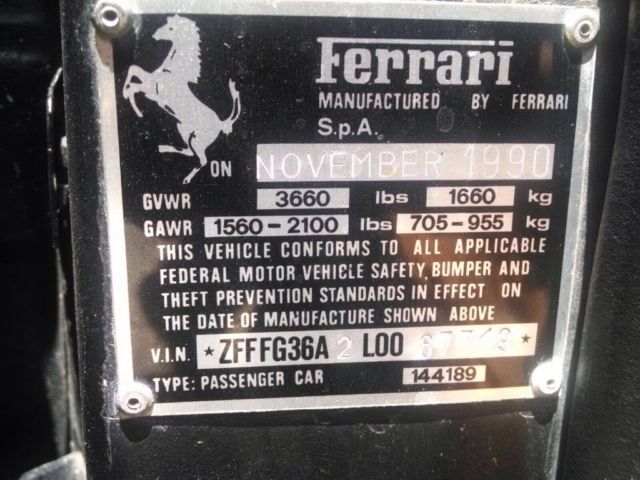 Ferrari
MANUFACTURED BY FERRARI
S.p.A.
ON NOVEMBER 1990
GVWR 3660 lbs 1660 kg
GAWR 1560-2100 lbs 705-955 kg
THIS VEHICLE CONFORMS TO ALL APPLICABLE
FEDERAL MOTOR VEHICLE SAFETY, BUMPER AND
THEFT PREVENTION STANDARDS IN EFFECT ON
THE DATE OF MANUFACTURE SHOWN ABOVE
V.I.N. *ZFFFG36A 2 L00 87719*
TYPE: PASSENGER CAR 144189